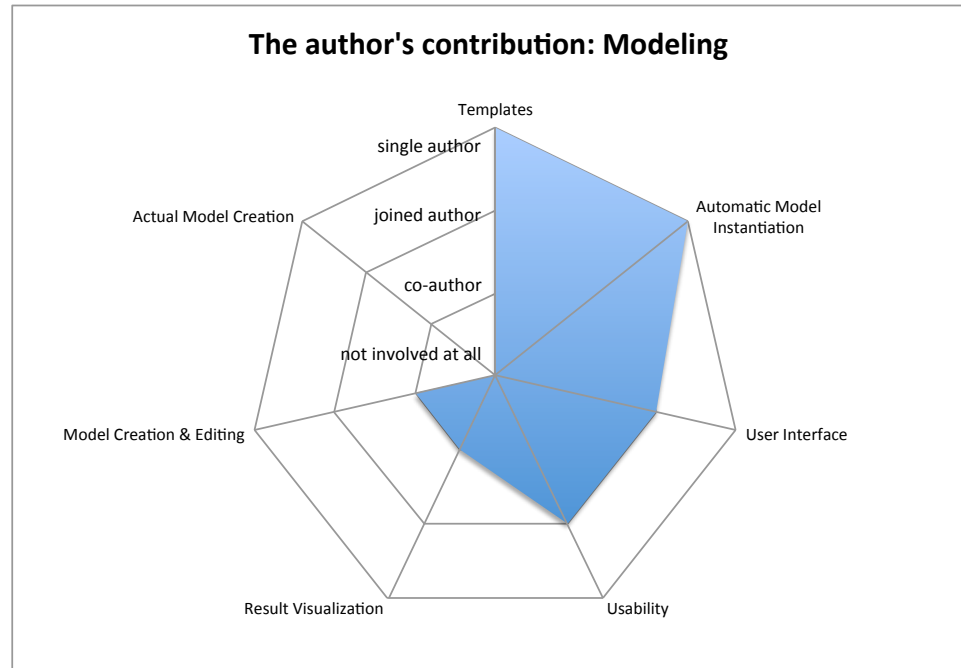 The author's contribution: Modeling
Templates
single author
Actual Model Creation
Automatic Model
Instantiation
joined author
co-author
not involved at all
Model Creation & Editing
User Interface
Result Visualization
Usability